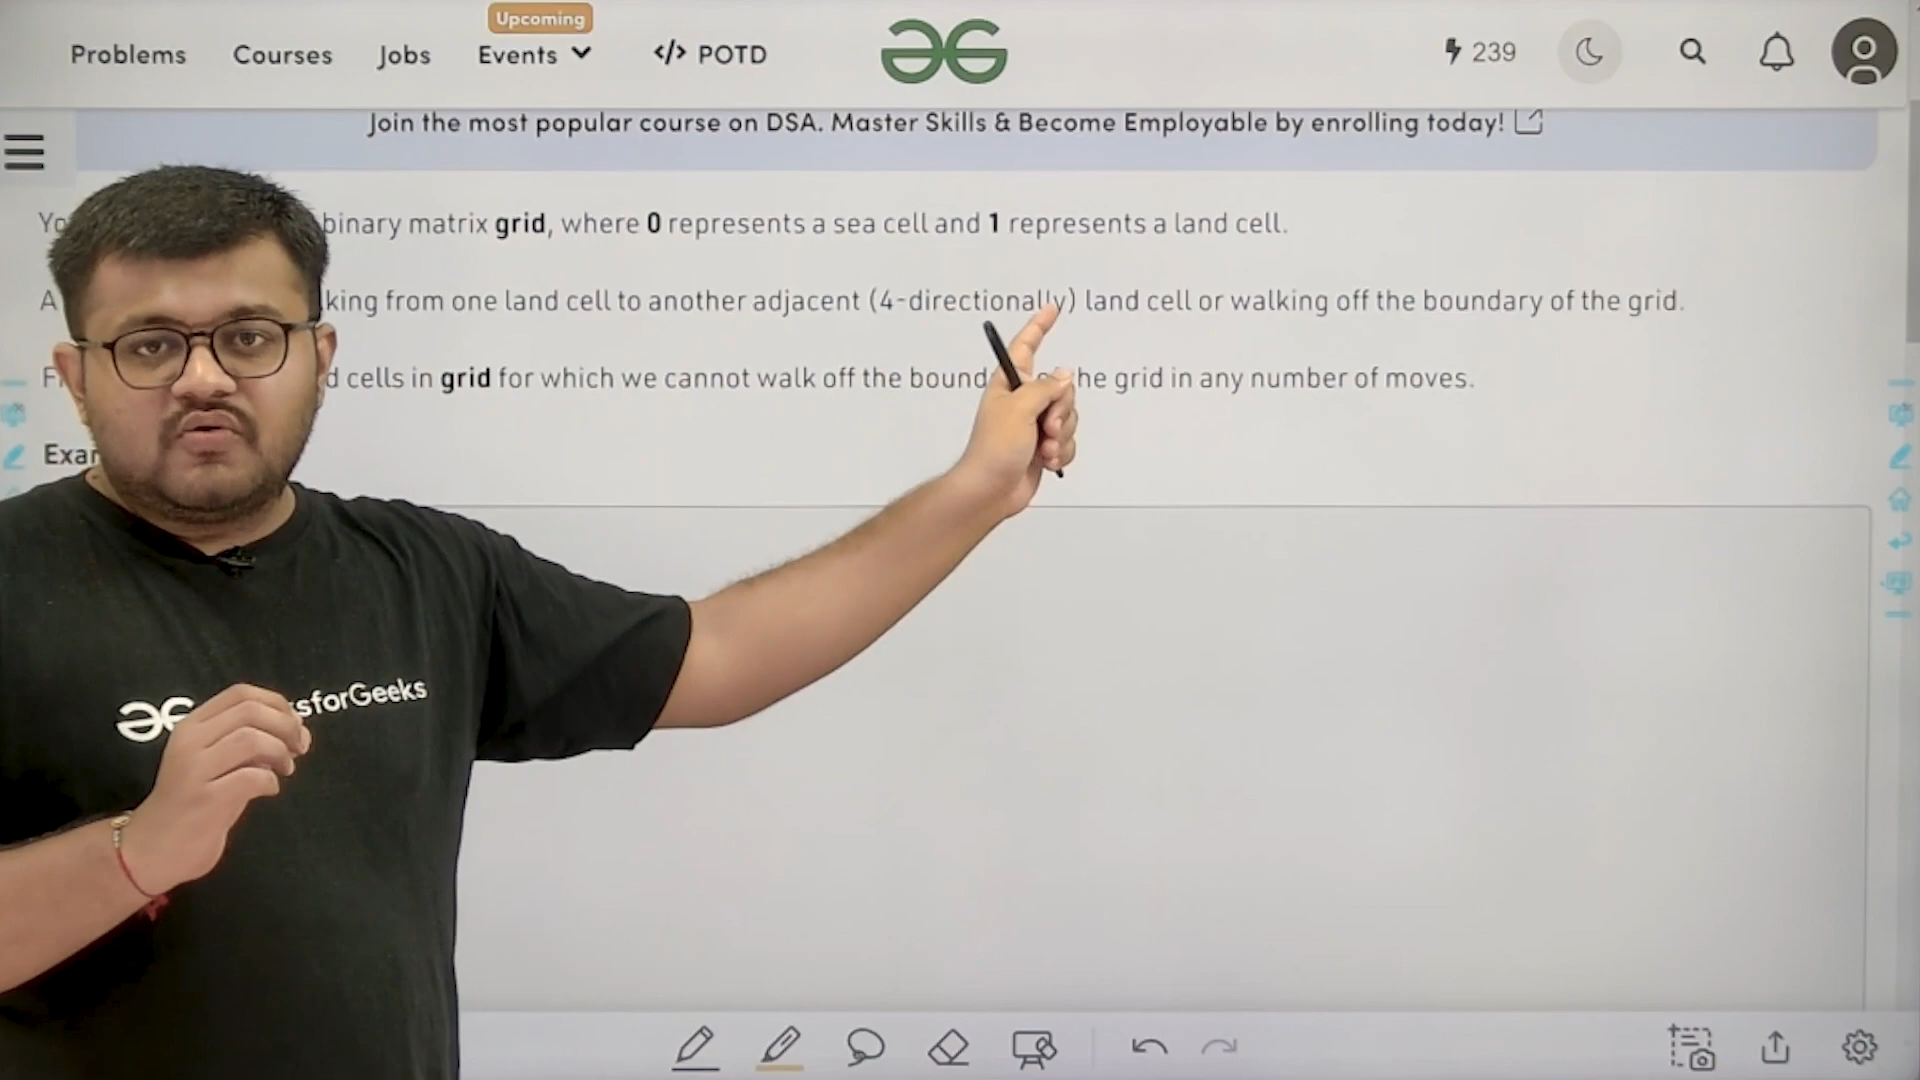 Upcoming
Problems Courses Jobs Events </> POTD 239
Join the most popular course on DSA. Master Skills & Become Employable by enrolling today!
binary matrix grid, where 0 represents a sea cell and 1 represents a land cell.
A king from one land cell to another adjacent (4-directionally) land cell or walking off the boundary of the grid.
d cells in grid for which we cannot walk off the bound he grid in any number of moves.
Exa
sforGeeks